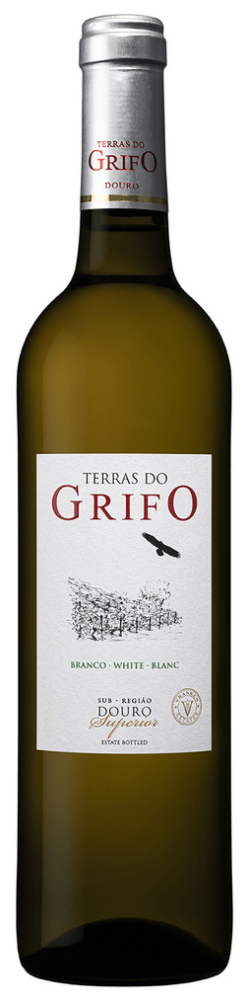 TERRAS DO
GRIFO
DOURO
TERRAS DO
GRIFO
BRANCO · WHITE · BLANC
SUB - REGIÃO
DOURO
Superior
ESTATE BOTTLED